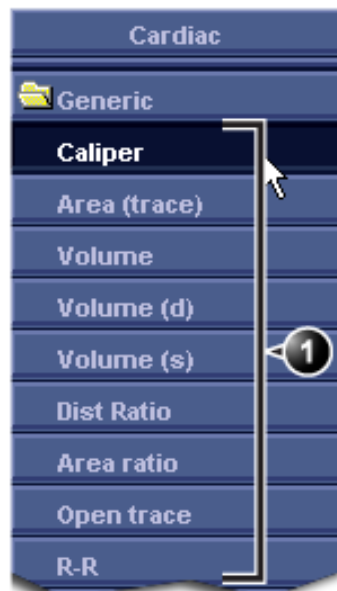 Cardiac
Generic
Caliper
Area (trace)
Volume
Volume (d)
Volume (s)
1
Dist Ratio
Area ratio
Open trace
R-R